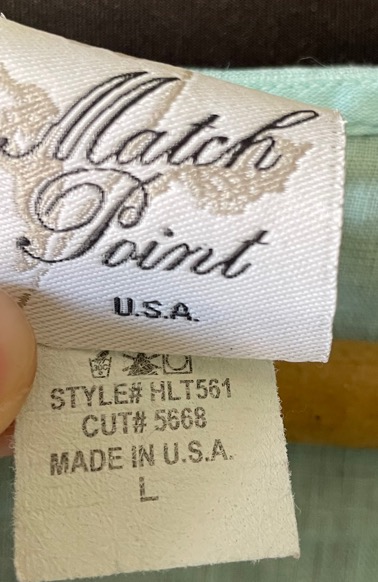 Match
Point
U.S.A.
STYLE# HLT561
CUT# 5668
MADE IN U.S.A.
L